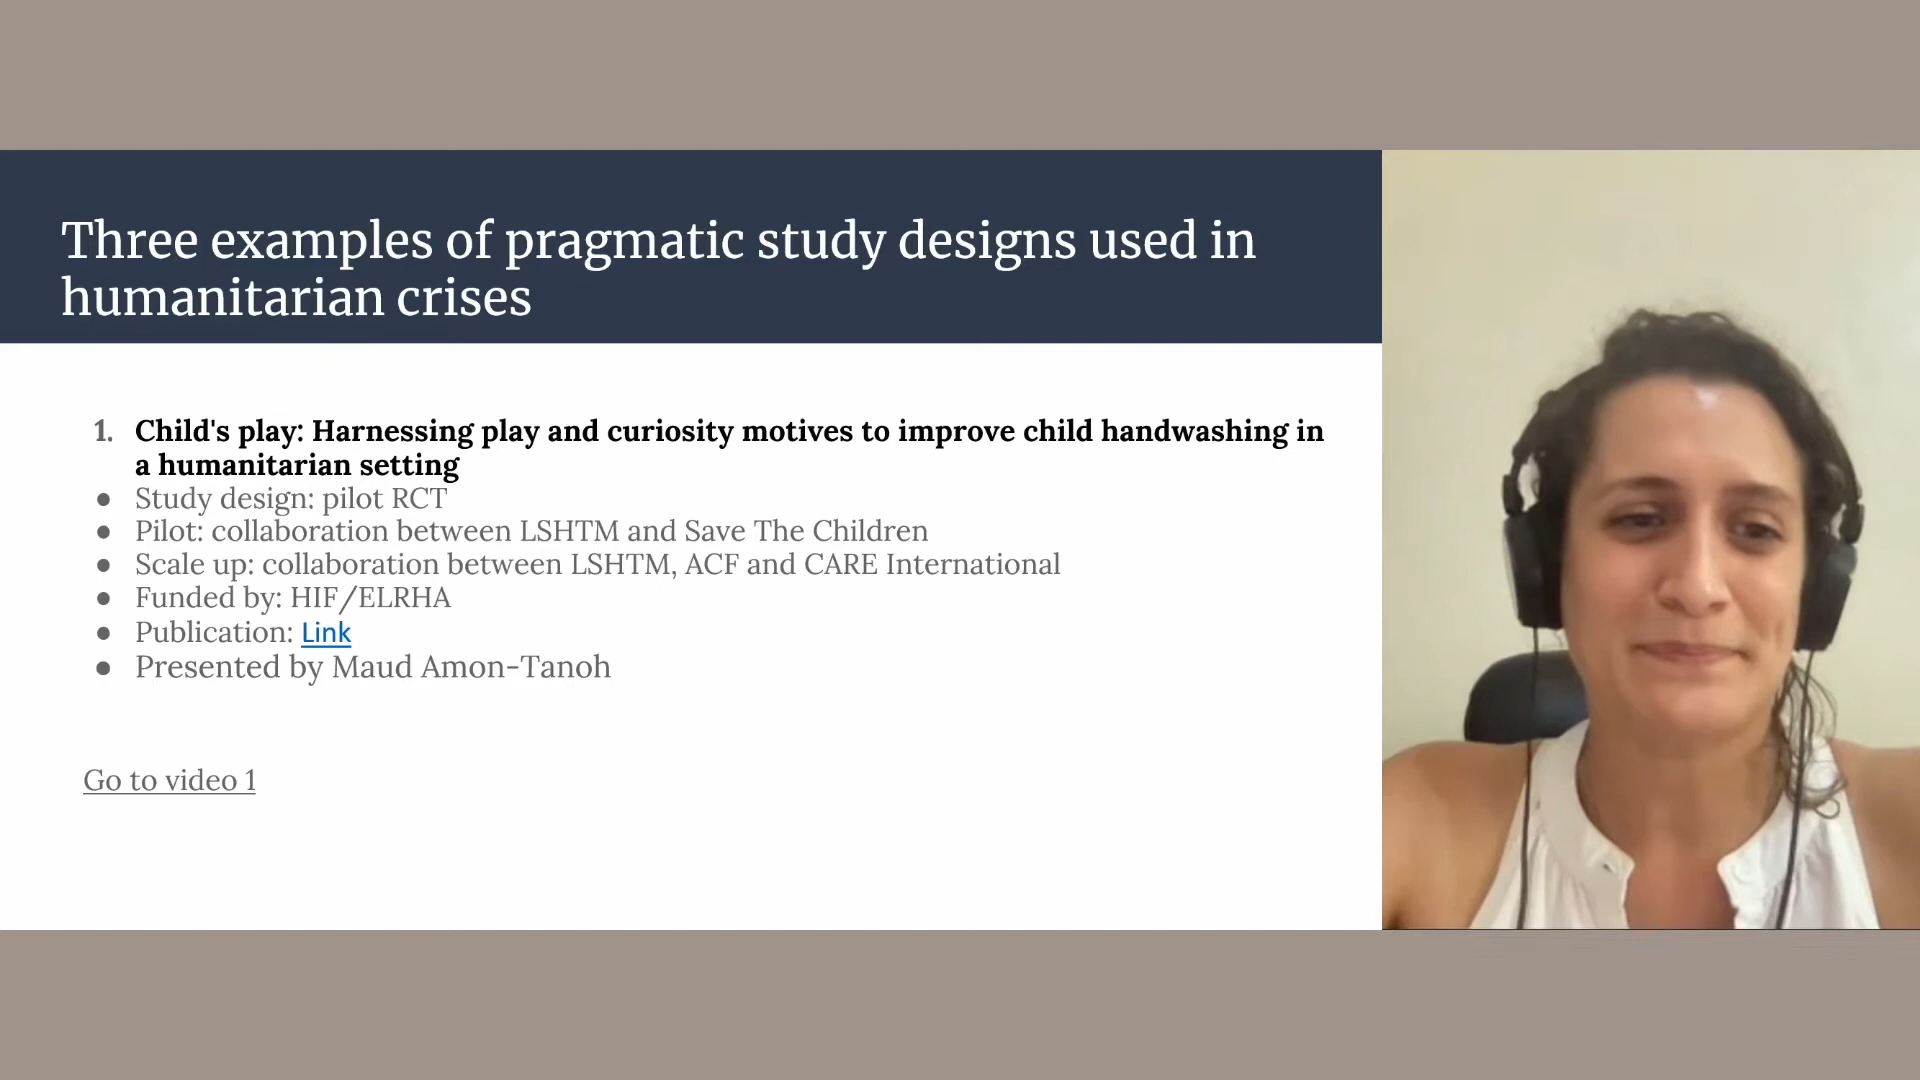 Three examples of pragmatic study designs used in
humanitarian crises
1. Child's play: Harnessing play and curiosity motives to improve child handwashing in
a humanitarian setting
● Study design: pilot RCT
● Pilot: collaboration between LSHTM and Save The Children
● Scale up: collaboration between LSHTM, ACF and CARE International
● Funded by: HIF/ELRHA
● Publication: Link
● Presented by Maud Amon-Tanoh
Go to video 1